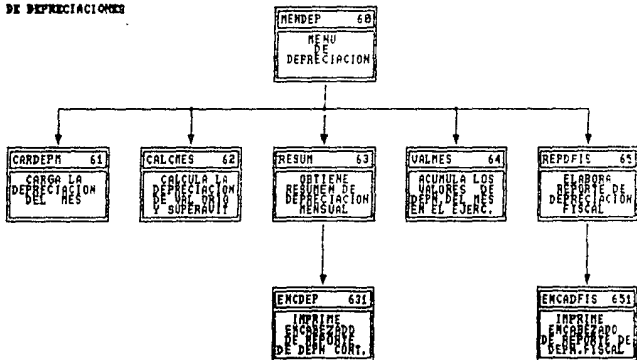 DE DEPRECIACIONES
MENDEP 60
MENU
DE
DEPRECIACION
CARDEPM 61
CARGA LA
DEPRECIACION
DEL MES
CALCMES 62
CALCULA LA
DEPRECIACION
DE VAL ORIG
Y SUPERAVIT
RESUM 63
OBTIENE
RESUMEN DE
DEPRECIACION
MENSUAL
VALMES 64
ACUMULA LOS
VALORES DE
DEPN.DEL MES
EN EL EJERC.
REPDFIS 65
ELABORA
REPORTE DE
DEPRECIACION
FISCAL
ENCDEP 631
IMPRIME
ENCABEZADO
DE REPORTE
DE DEPN CONT.
ENCADFIS 651
IMPRIME
ENCABEZADO
DE REPORTE DE
DEPN.FISCAL